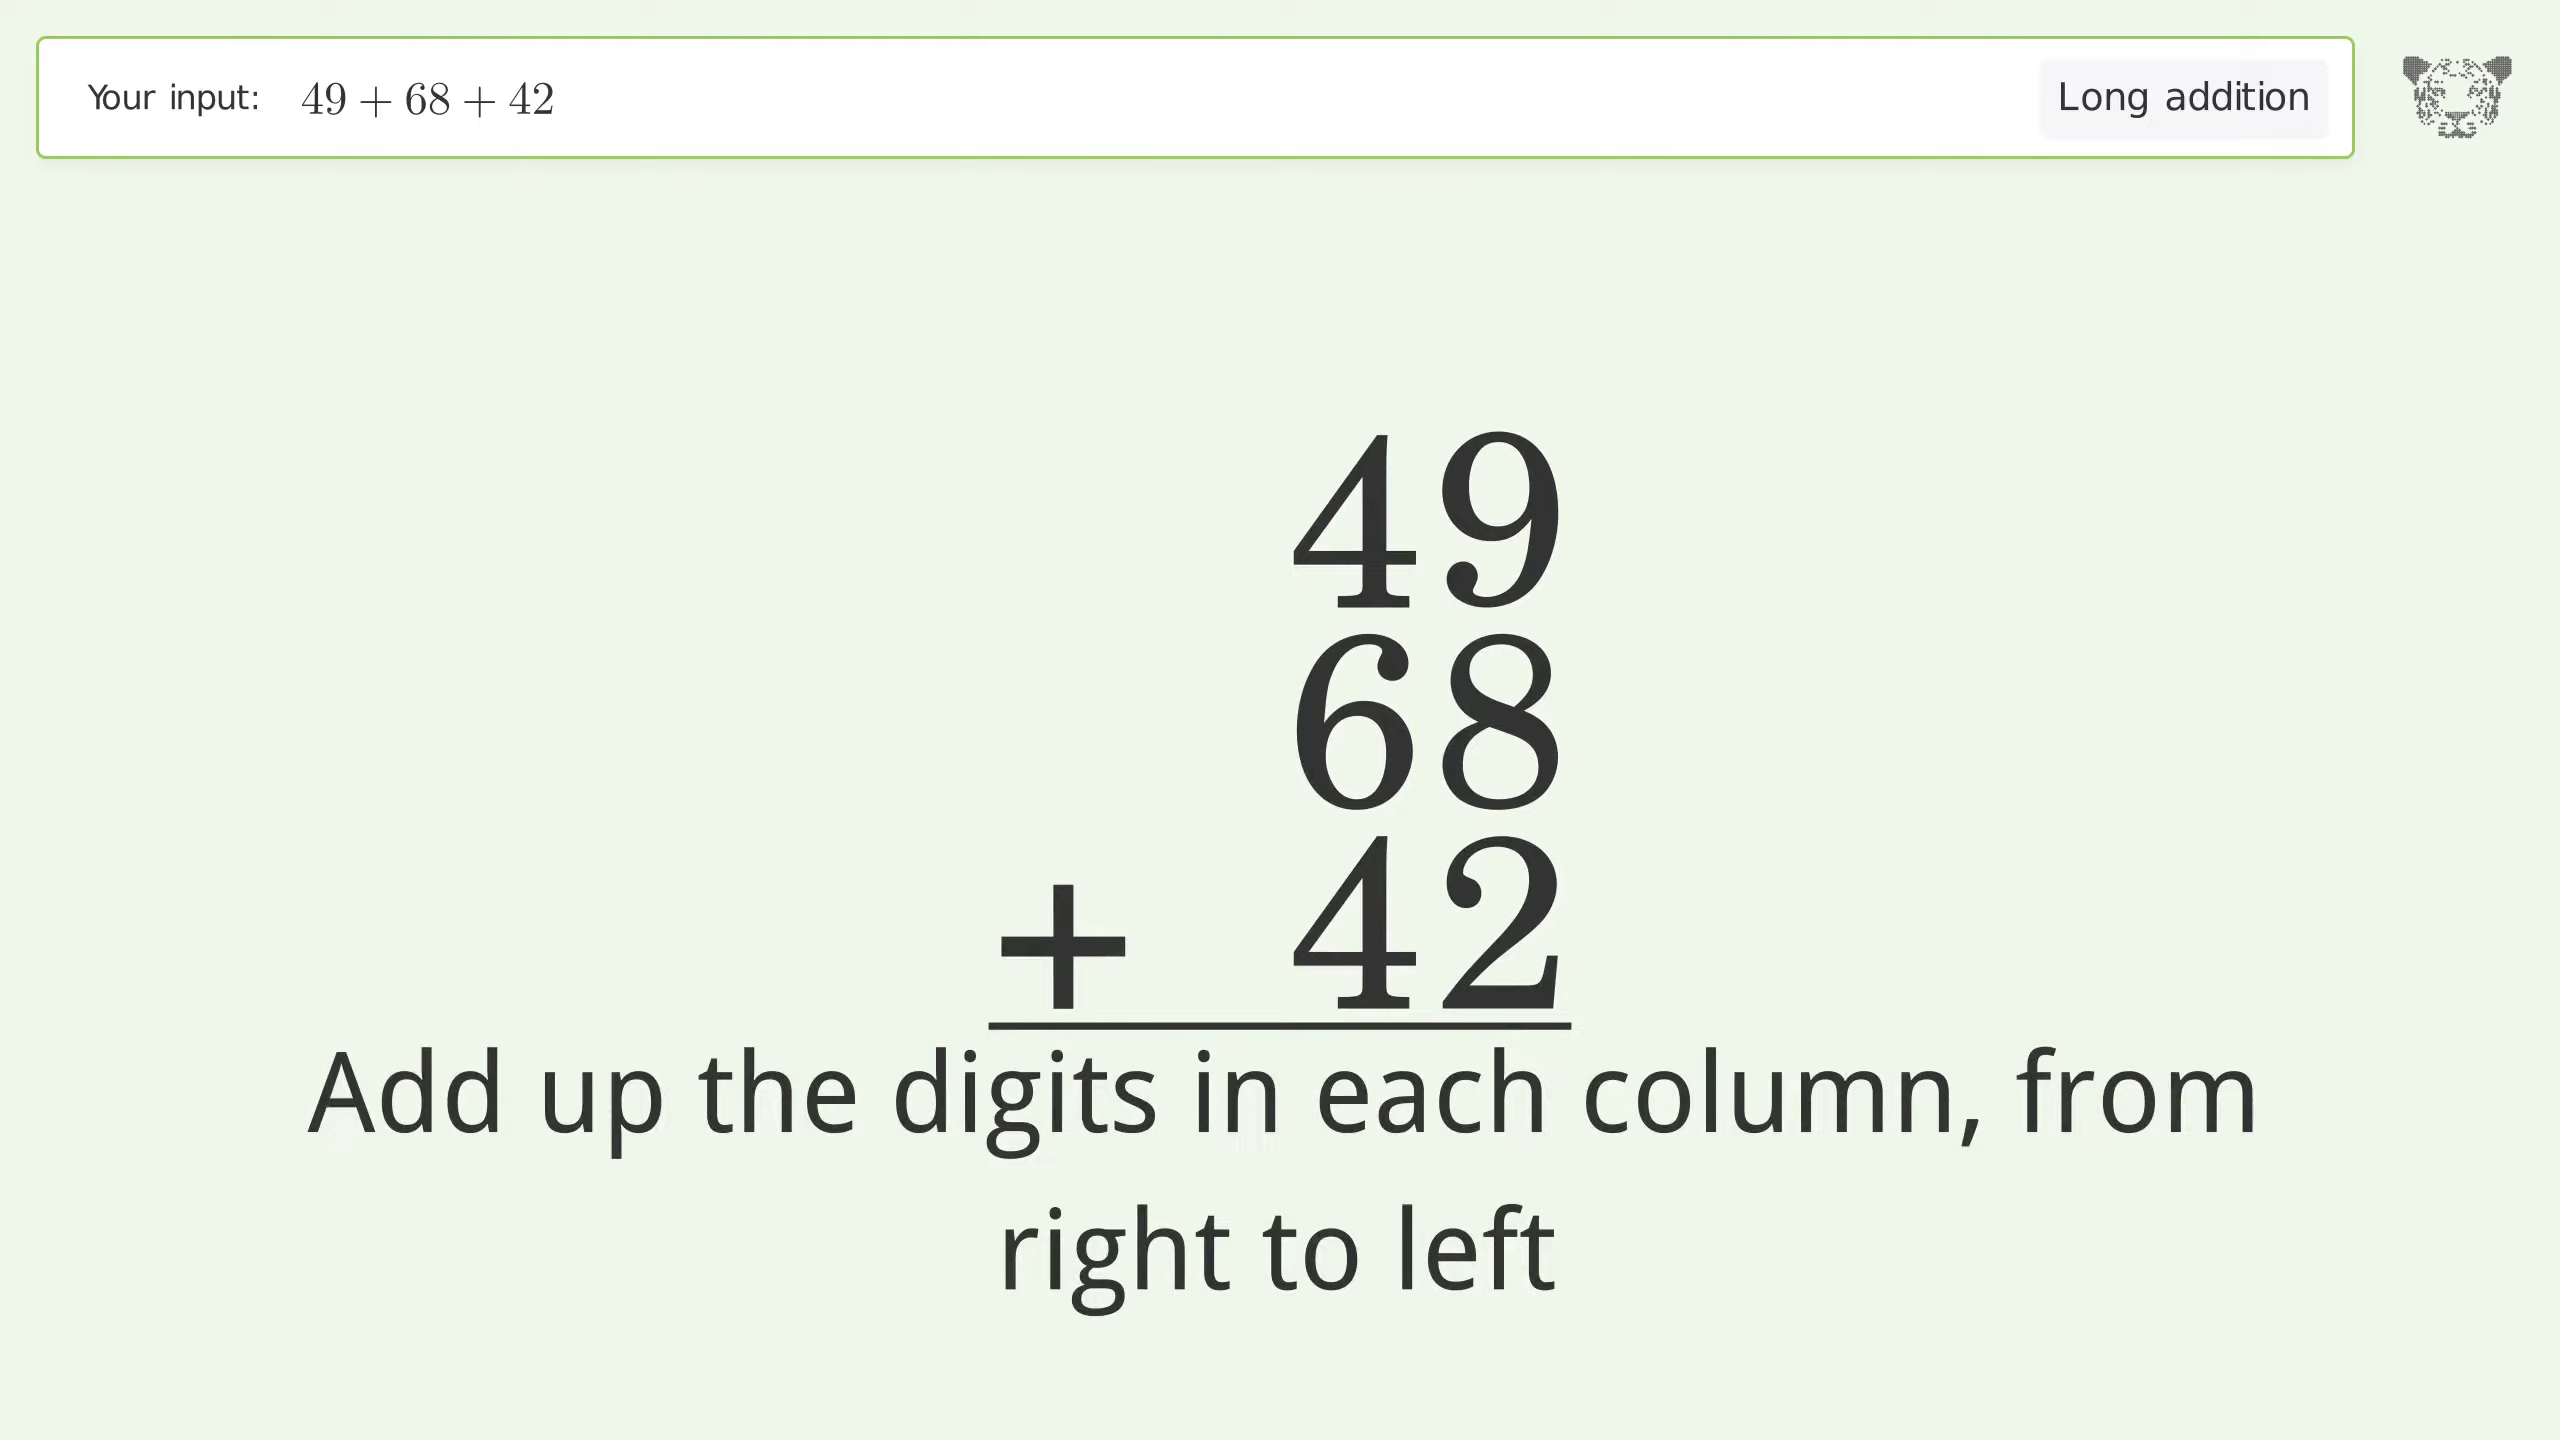 Your input: 49 + 68 + 42
Long addition
49
68
+ 42
Add up the digits in each column, from
right to left